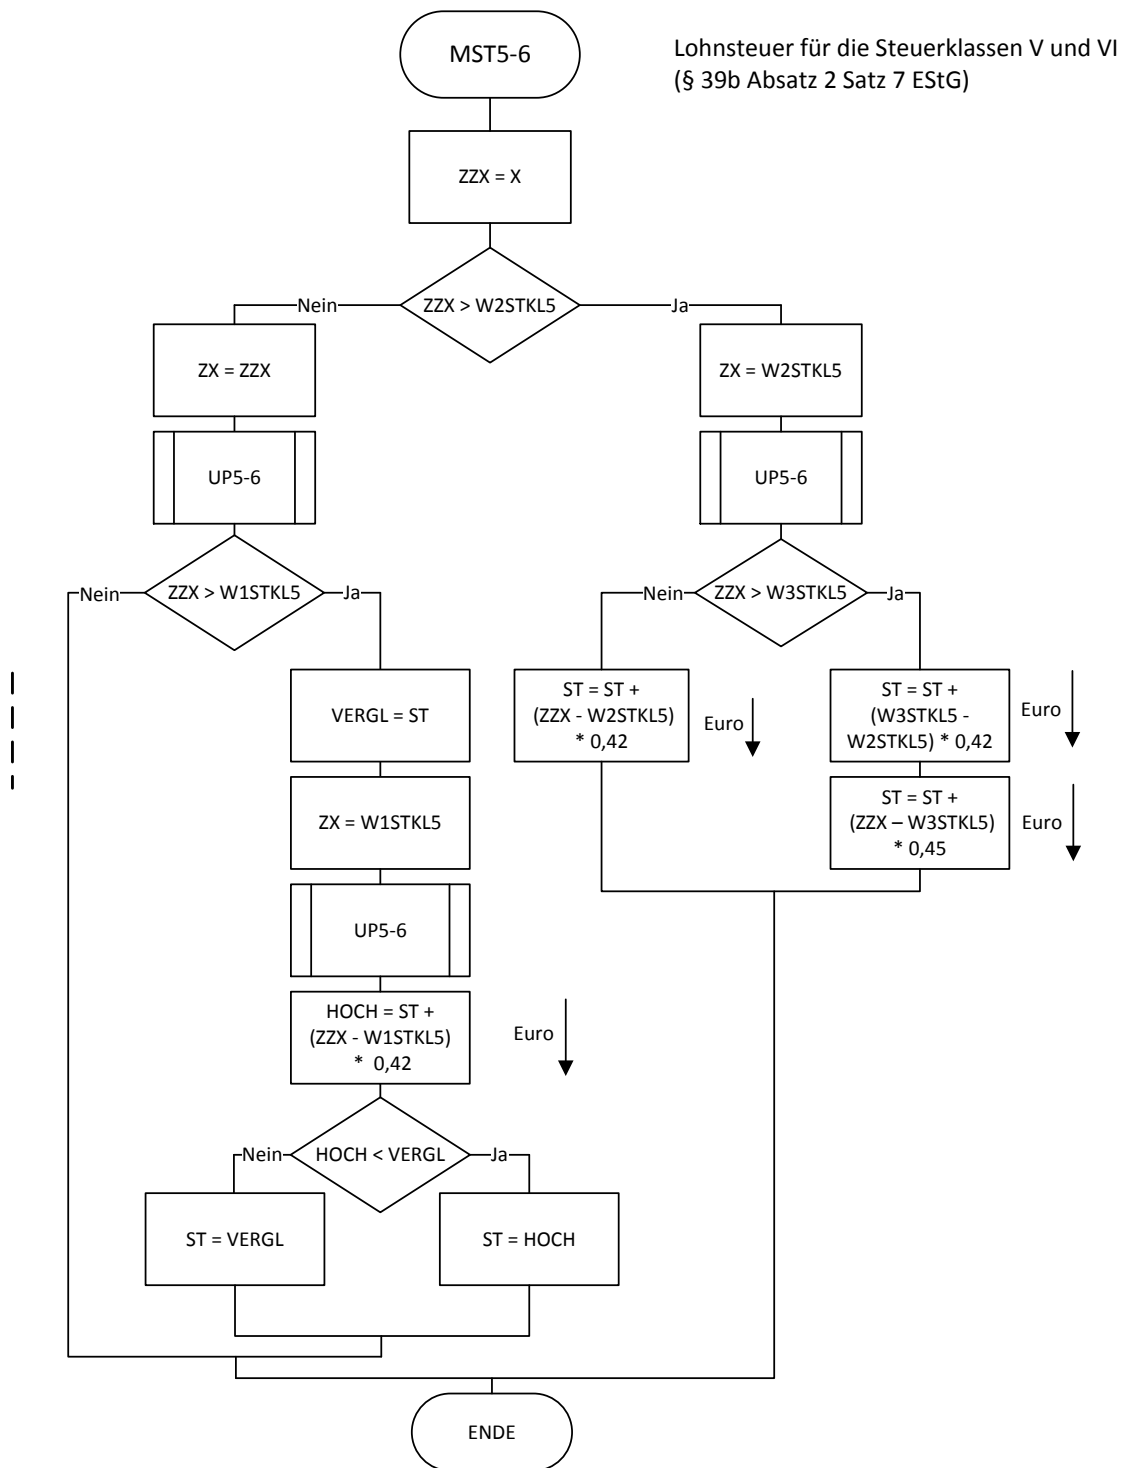 MST5-6
Lohnsteuer für die Steuerklassen V und VI
(§ 39b Absatz 2 Satz 7 EStG)
ZZX = X
ZZX > W2STKL5
Nein
Ja
ZX = ZZX
ZX = W2STKL5
UP5-6
UP5-6
Nein
ZZX > W1STKL5
Ja
Nein
ZZX > W3STKL5
Ja
VERGL = ST
ST = ST +
(ZZX - W2STKL5)
* 0,42
Euro
ST = ST +
(W3STKL5 -
W2STKL5) * 0,42
Euro
ZX = W1STKL5
ST = ST +
(ZZX – W3STKL5)
* 0,45
Euro
UP5-6
HOCH = ST +
(ZZX - W1STKL5)
* 0,42
Euro
Nein
HOCH < VERGL
Ja
ST = VERGL
ST = HOCH
ENDE